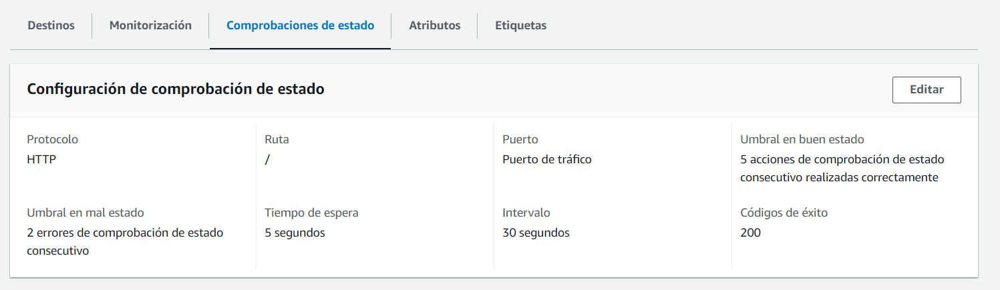 Destinos
Monitorización
Comprobaciones de estado
Atributos
Etiquetas
Configuración de comprobación de estado
Editar
Protocolo
HTTP
Ruta
/
Puerto
Puerto de tráfico
Umbral en buen estado
5 acciones de comprobación de estado
consecutivo realizadas correctamente
Umbral en mal estado
2 errores de comprobación de estado
consecutivo
Tiempo de espera
5 segundos
Intervalo
30 segundos
Códigos de éxito
200